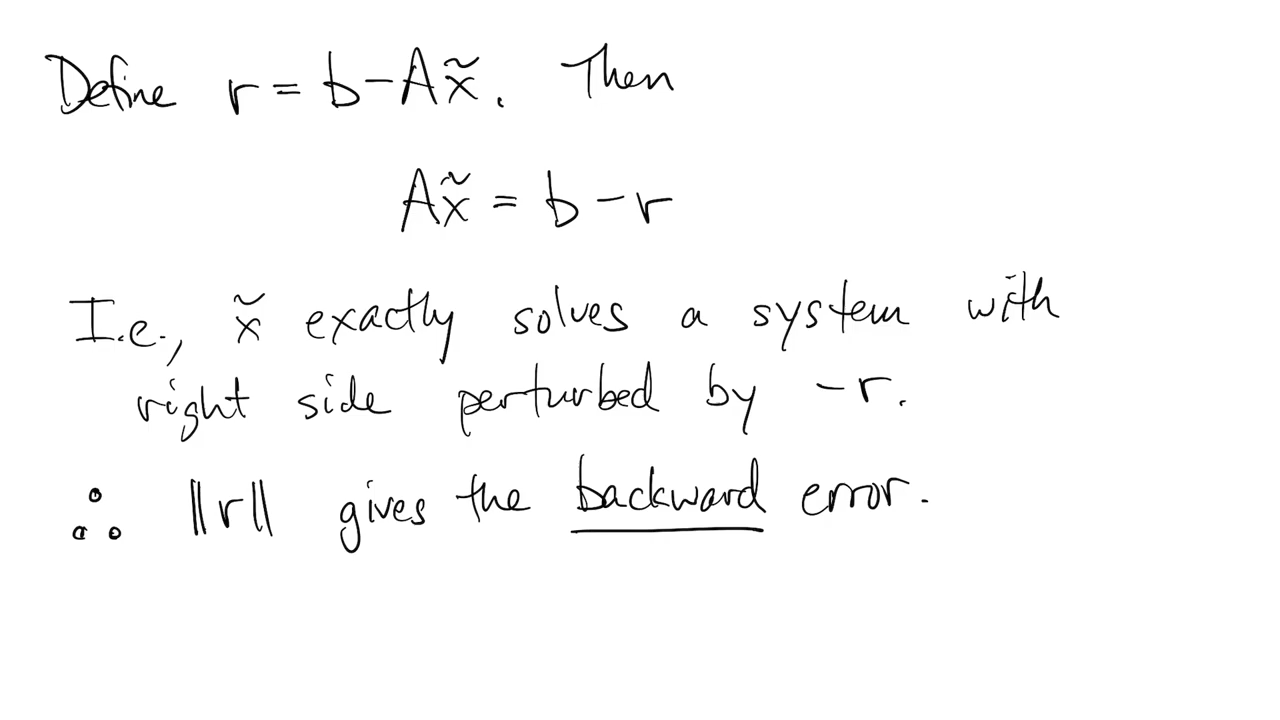 Define r = b − Ax̃. Then
Ax̃ = b − r
I.e., x̃ exactly solves a system with
right side perturbed by −r.
∴ ‖r‖ gives the backward error.